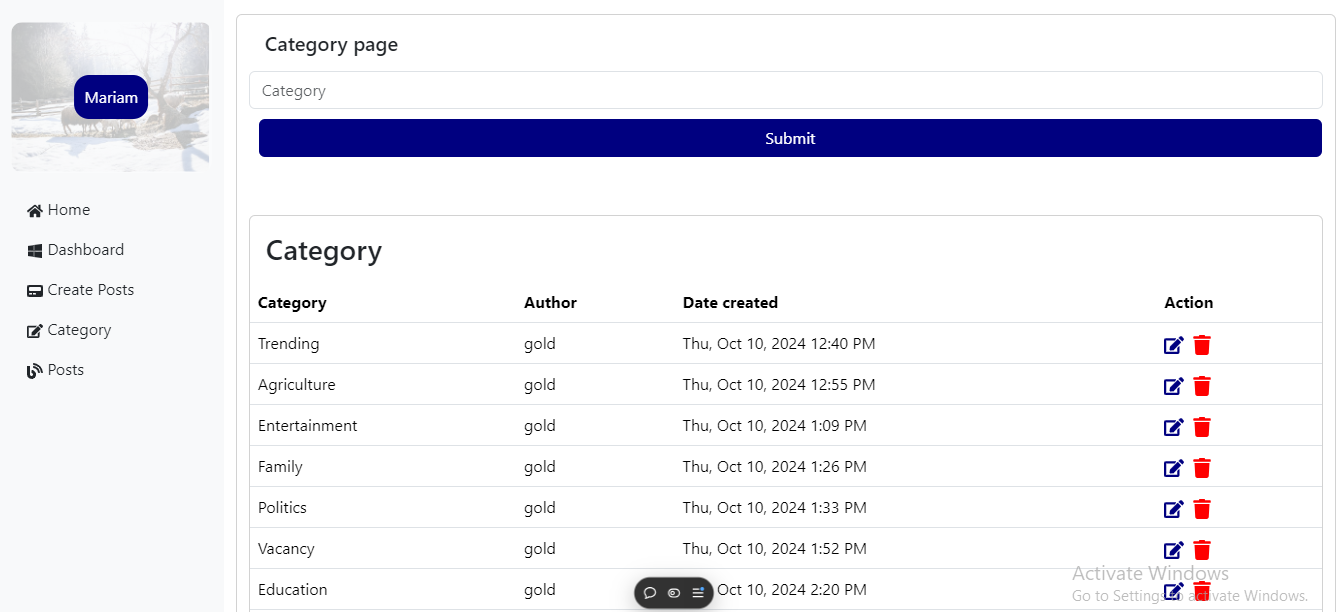 Mariam
Home
Dashboard
Create Posts
Category
Posts
Category page
Category
Submit
Category
Category Author Date created Action
Trending gold Thu, Oct 10, 2024 12:40 PM
Agriculture gold Thu, Oct 10, 2024 12:55 PM
Entertainment gold Thu, Oct 10, 2024 1:09 PM
Family gold Thu, Oct 10, 2024 1:26 PM
Politics gold Thu, Oct 10, 2024 1:33 PM
Vacancy gold Thu, Oct 10, 2024 1:52 PM
Education gold Oct 10, 2024 2:20 PM
Activate Windows
Go to Settings to activate Windows.